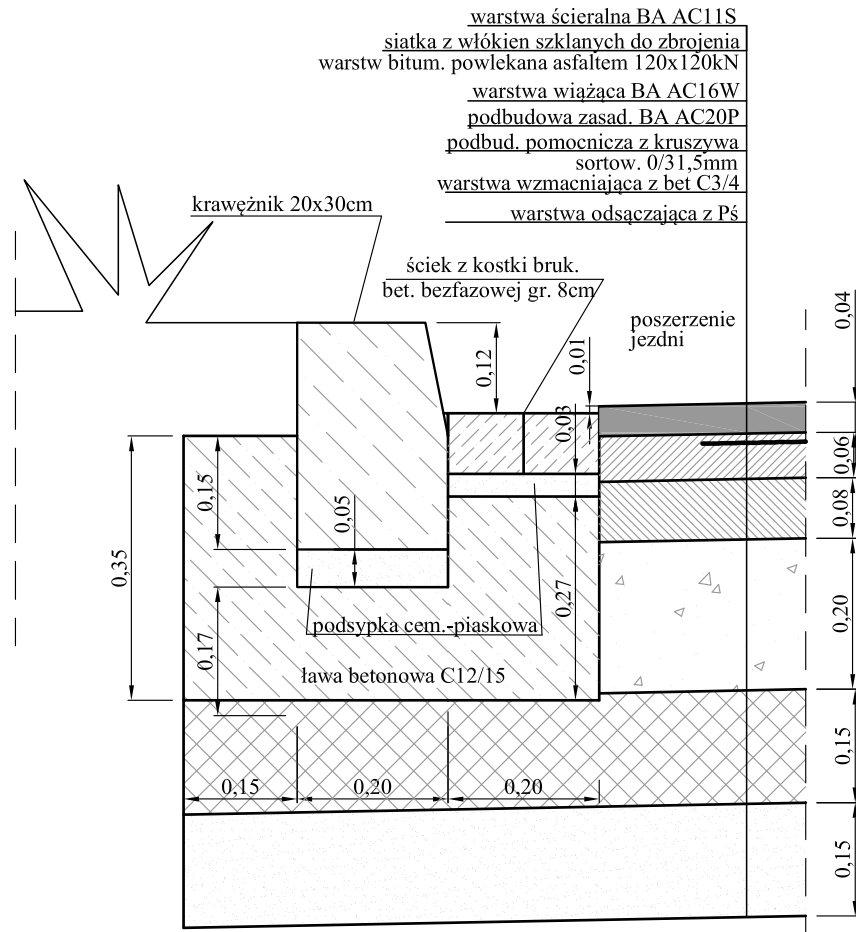 warstwa ścieralna BA AC11S
siatka z włókien szklanych do zbrojenia
warstw bitum. powlekana asfaltem 120x120kN
warstwa wiążąca BA AC16W
podbudowa zasad. BA AC20P
podbud. pomocnicza z kruszywa
sortow. 0/31,5mm
warstwa wzmacniająca z bet C3/4
warstwa odsączająca z Pś
krawężnik 20x30cm
ściek z kostki bruk.
bet. bezfazowej gr. 8cm
poszerzenie
jezdni
0,04
0,01
0,12
0,03
0,06
0,08
0,15
0,05
0,35
0,27
0,20
0,17
podsypka cem.-piaskowa
ława betonowa C12/15
0,15
0,15
0,20
0,20
0,15